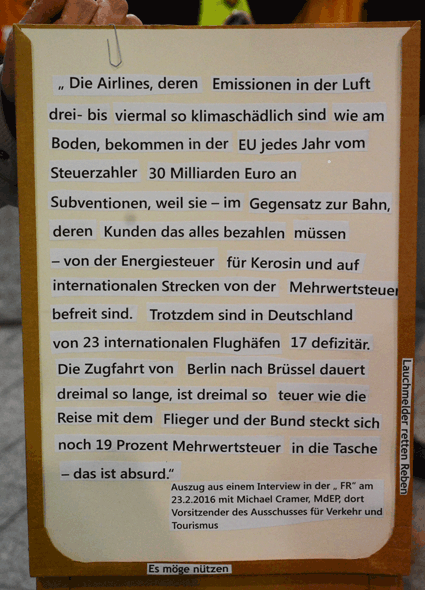 „ Die Airlines, deren Emissionen in der Luft
drei- bis viermal so klimaschädlich sind wie am
Boden, bekommen in der EU jedes Jahr vom
Steuerzahler 30 Milliarden Euro an
Subventionen, weil sie – im Gegensatz zur Bahn,
deren Kunden das alles bezahlen müssen
– von der Energiesteuer für Kerosin und auf
internationalen Strecken von der Mehrwertsteuer
befreit sind. Trotzdem sind in Deutschland
von 23 internationalen Flughäfen 17 defizitär.
Die Zugfahrt von Berlin nach Brüssel dauert
dreimal so lange, ist dreimal so teuer wie die
Reise mit dem Flieger und der Bund steckt sich
noch 19 Prozent Mehrwertsteuer in die Tasche
– das ist absurd.“
Auszug aus einem Interview in der „ FR“ am
23.2.2016 mit Michael Cramer, MdEP, dort
Vorsitzender des Ausschusses für Verkehr und
Tourismus
Lauchmelder retten Reben
Es möge nützen